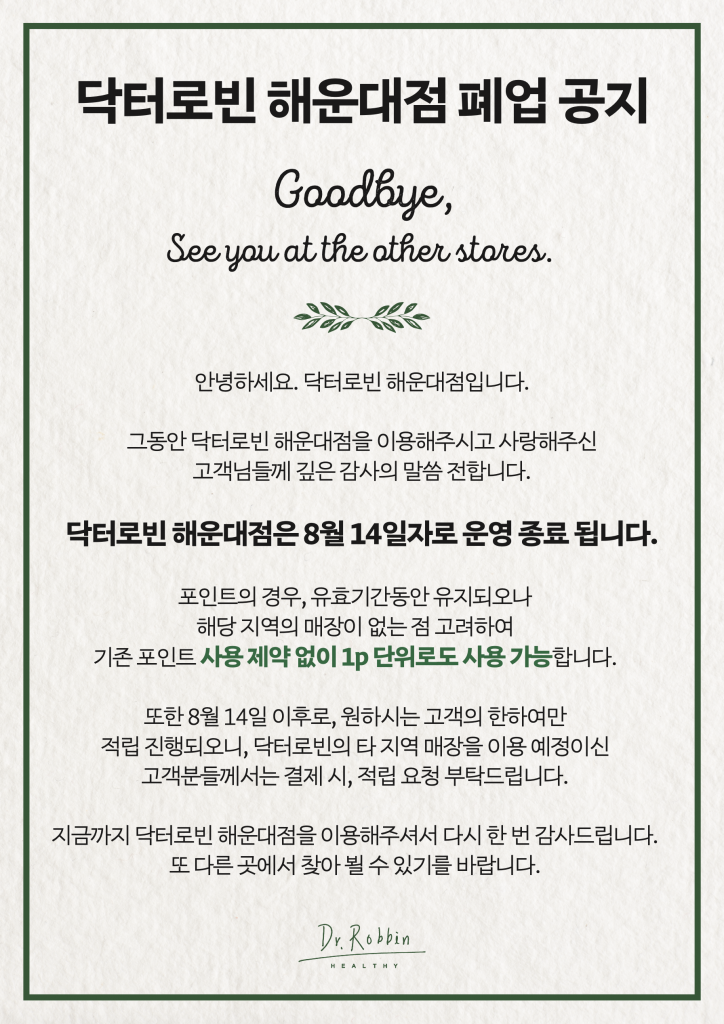 닥터로빈 해운대점 폐업 공지
Goodbye,
See you at the other stores.
안녕하세요. 닥터로빈 해운대점입니다.
그동안 닥터로빈 해운대점을 이용해주시고 사랑해주신
고객님들께 깊은 감사의 말씀 전합니다.
닥터로빈 해운대점은 8월 14일자로 운영 종료 됩니다.
포인트의 경우, 유효기간동안 유지되오나
해당 지역의 매장이 없는 점 고려하여
기존 포인트 사용 제약 없이 1p 단위로도 사용 가능합니다.
또한 8월 14일 이후로, 원하시는 고객의 한하여만
적립 진행되오니, 닥터로빈의 타 지역 매장을 이용 예정이신
고객분들께서는 결제 시, 적립 요청 부탁드립니다.
지금까지 닥터로빈 해운대점을 이용해주셔서 다시 한 번 감사드립니다.
또 다른 곳에서 찾아 뵐 수 있기를 바랍니다.
Dr. Robbin
HEALTHY